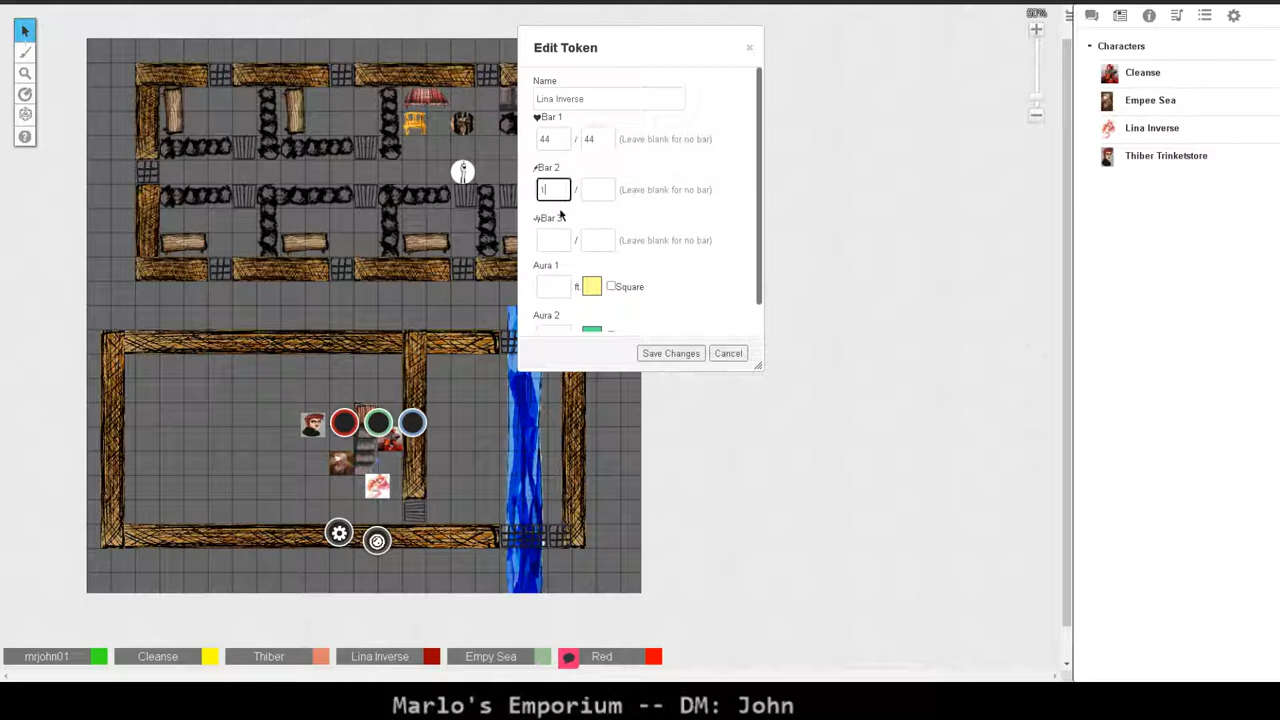 80%
Edit Token
×
Name
Lina Inverse
Bar 1
44 / 44 (Leave blank for no bar)
Bar 2
1 / (Leave blank for no bar)
Bar 3
/ (Leave blank for no bar)
Aura 1
ft. Square
Aura 2
Save Changes Cancel
Characters
Cleanse
Empee Sea
Lina Inverse
Thiber Trinketstore
mrjohn01 Cleanse Thiber Lina Inverse Empy Sea Red
Marlo's Emporium -- DM: John